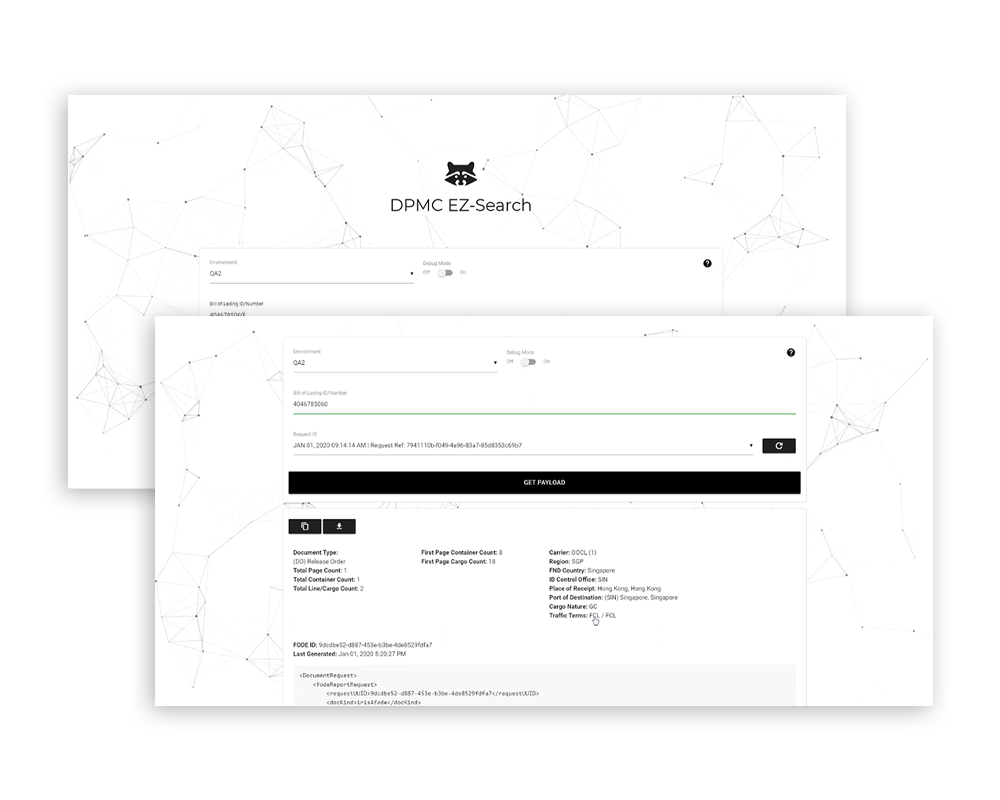 DPMC EZ-Search
Environment
QA2
Debug Mode
Off On
Bill of Lading ID/Number
4046785060
Environment
QA2
Debug Mode
Off On
Bill of Lading ID/Number
4046785060
Request ID
JAN 01, 2020 09:14:14 AM | Request Ref: 7941110b-f049-4a96-83a7-85d8353c69b7
GET PAYLOAD
Document Type:
(DO) Release Order
Total Page Count: 1
Total Container Count: 1
Total Line/Cargo Count: 2
First Page Container Count: 8
First Page Cargo Count: 18
Carrier: OOCL (1)
Region: SGP
FND Country: Singapore
IB Control Office: SIN
Place of Receipt: Hong Kong, Hong Kong
Port of Destination: (SIN) Singapore, Singapore
Cargo Nature: GC
Traffic Terms: FCL / FCL
FODE ID: 9dcdbe52-d887-453e-b3be-4de8529fdfa7
Last Generated: Jan 01, 2020 5:20:27 PM
<DocumentRequest>
<fodeReportRequest>
<requestUUID>9dcdbe52-d887-453e-b3be-4de8529fdfa7</requestUUID>
<docKind>iris4fode</docKind>